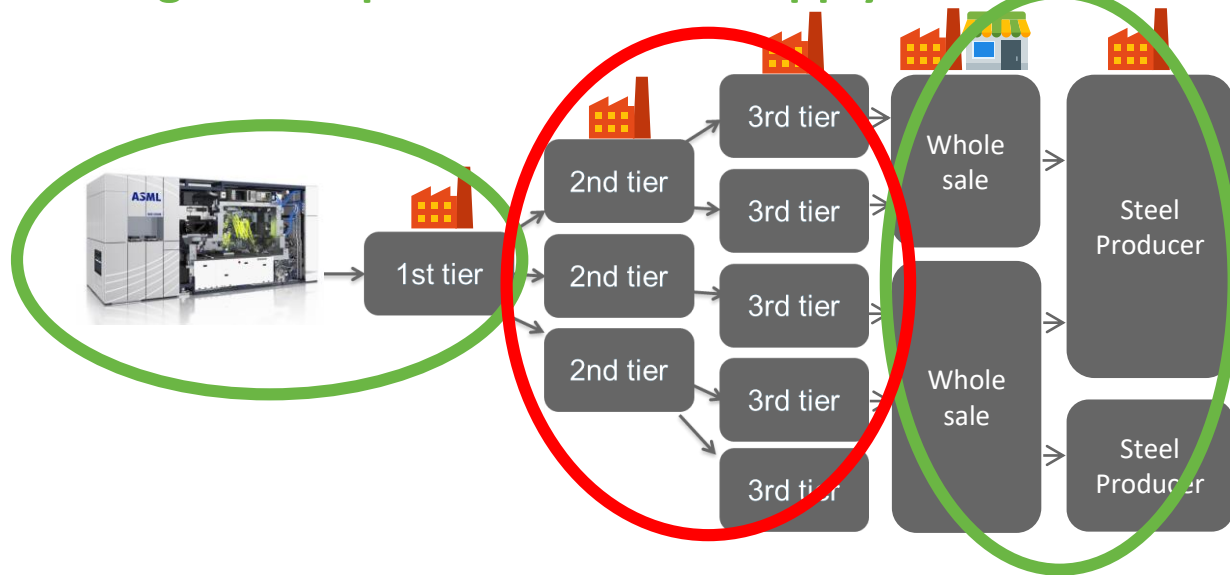 ASML
1st tier
2nd tier
2nd tier
2nd tier
3rd tier
3rd tier
3rd tier
3rd tier
3rd tier
Whole
sale
Whole
sale
Steel
Producer
Steel
Producer